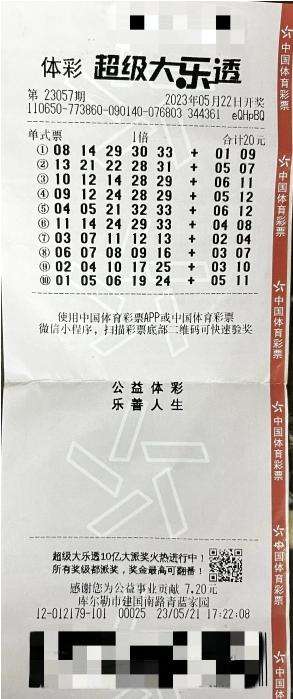 体彩 超级大乐透
第 23057期 2023年05月22日开奖
110650-773860-090140-076803 344361 eQHpBQ
单式票 1倍 合计20元
① 08 14 29 30 33 + 01 09
② 13 21 22 28 31 + 05 07
③ 10 12 14 28 29 + 06 11
④ 09 12 24 28 29 + 05 12
⑤ 04 05 21 32 33 + 06 12
⑥ 11 14 24 29 33 + 04 08
⑦ 03 07 11 12 13 + 02 04
⑧ 06 07 08 09 16 + 03 07
⑨ 02 04 10 17 25 + 03 10
⑩ 01 05 06 19 24 + 05 11
使用中国体育彩票APP或中国体育彩票
微信小程序，扫描彩票底部二维码可快速验奖
公益体彩
乐善人生
超级大乐透10亿大派奖火热进行中！
所有奖级都派奖，奖金最高可翻番！
感谢您为公益事业贡献 7.20元
库尔勒市建国南路青蓝家园
12-012179-101 00025 23/05/21 17:22:08
中国体育彩票
中国体育彩票
中国体育彩票
中国体育彩票
中国体育彩票